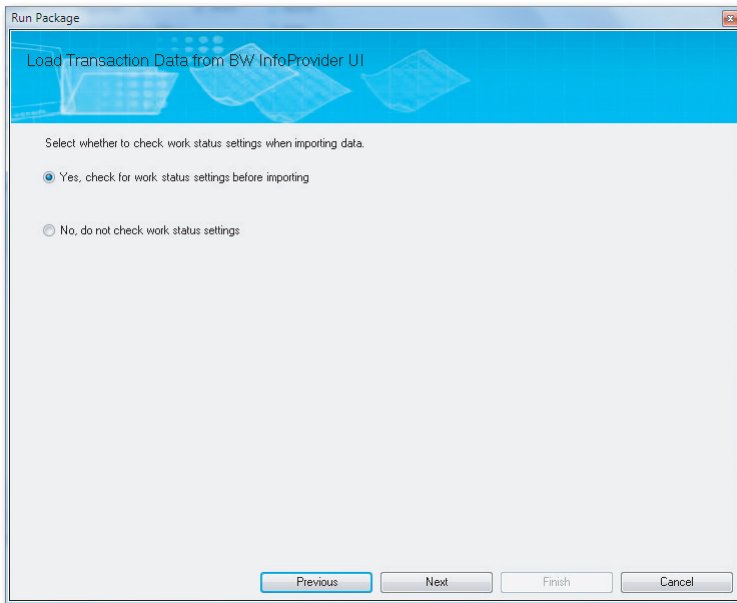 Run Package
Load Transaction Data from BW InfoProvider UI
Select whether to check work status settings when importing data.
Yes, check for work status settings before importing
No, do not check work status settings
Previous
Next
Finish
Cancel